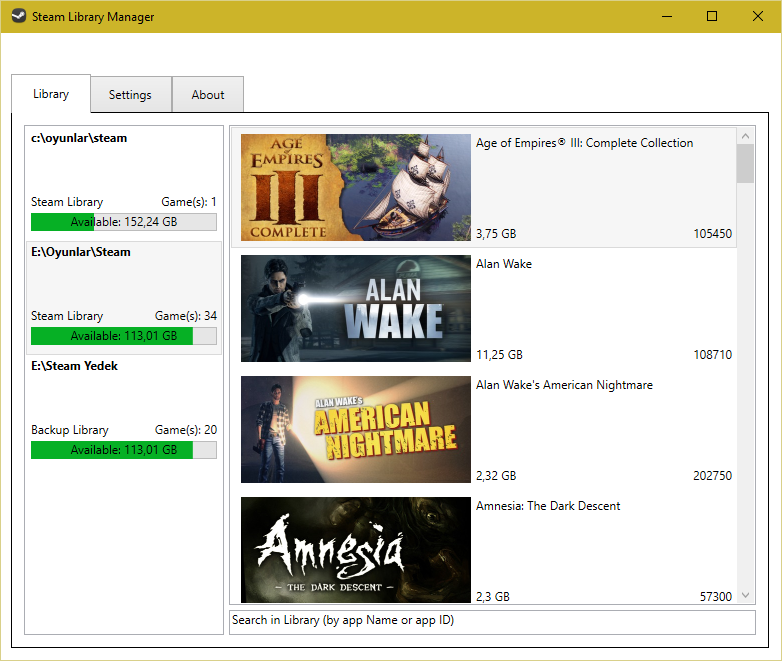 Steam Library Manager
Library
Settings
About
c:\oyunlar\steam
Steam Library Game(s): 1
Available: 152,24 GB
E:\Oyunlar\Steam
Steam Library Game(s): 34
Available: 113,01 GB
E:\Steam Yedek
Backup Library Game(s): 20
Available: 113,01 GB
AGE
OF
EMPIRES
III
COMPLETE
Age of Empires® III: Complete Collection
3,75 GB 105450
ALAN
WAKE
Alan Wake
11,25 GB 108710
ALAN WAKE'S
AMERICAN
NIGHTMARE
Alan Wake's American Nightmare
2,32 GB 202750
Amnesia
– THE DARK DESCENT –
Amnesia: The Dark Descent
2,3 GB 57300
Search in Library (by app Name or app ID)